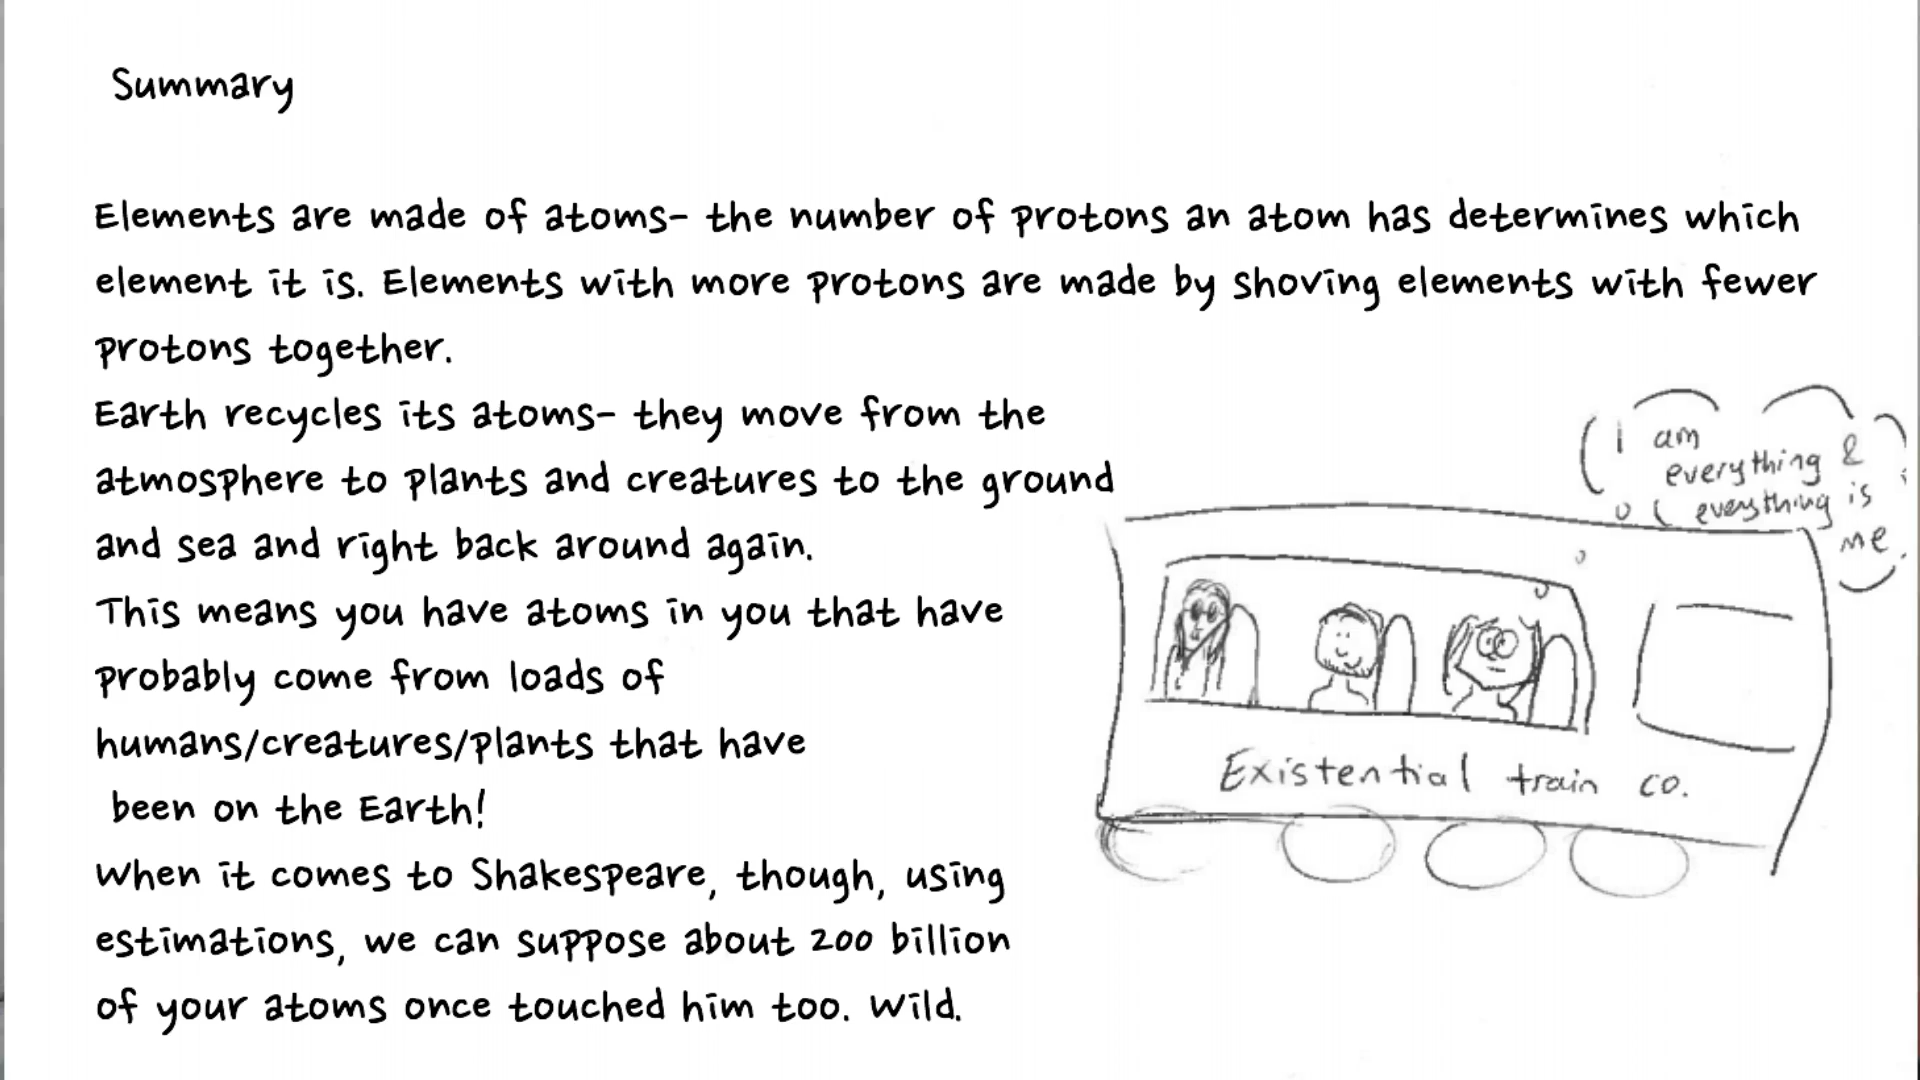 Summary
Elements are made of atoms- the number of protons an atom has determines which
element it is. Elements with more protons are made by shoving elements with fewer
protons together.
Earth recycles its atoms- they move from the
atmosphere to plants and creatures to the ground
and sea and right back around again.
This means you have atoms in you that have
probably come from loads of
humans/creatures/plants that have
been on the Earth!
When it comes to Shakespeare, though, using
estimations, we can suppose about 200 billion
of your atoms once touched him too. Wild.
I am
everything &
everything is
me.
Existential train co.